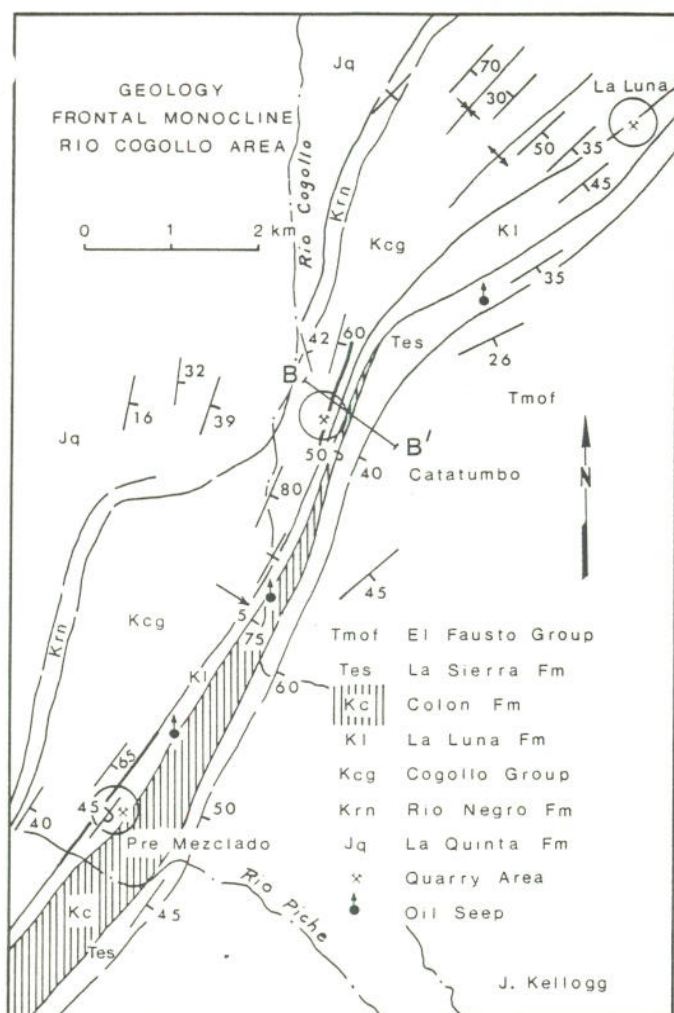 GEOLOGY
FRONTAL MONOCLINE
RIO COGOLLO AREA
0 1 2 km
Jq
Rio Cogollo
Krn
Kcg
70
30
50
35
La Luna
45
Kl
35
26
Tes
Tmof
42
60
B
B'
32
16
39
Jq
50
40
Catatumbo
N
80
45
5
75
Kcg
Krn
Kl
60
65
45
40
50
Pre Mezclado
Kc
Tes
45
Rio Piche
Tmof El Fausto Group
Tes La Sierra Fm
Kc Colon Fm
Kl La Luna Fm
Kcg Cogollo Group
Krn Rio Negro Fm
Jq La Quinta Fm
Quarry Area
Oil Seep
J. Kellogg